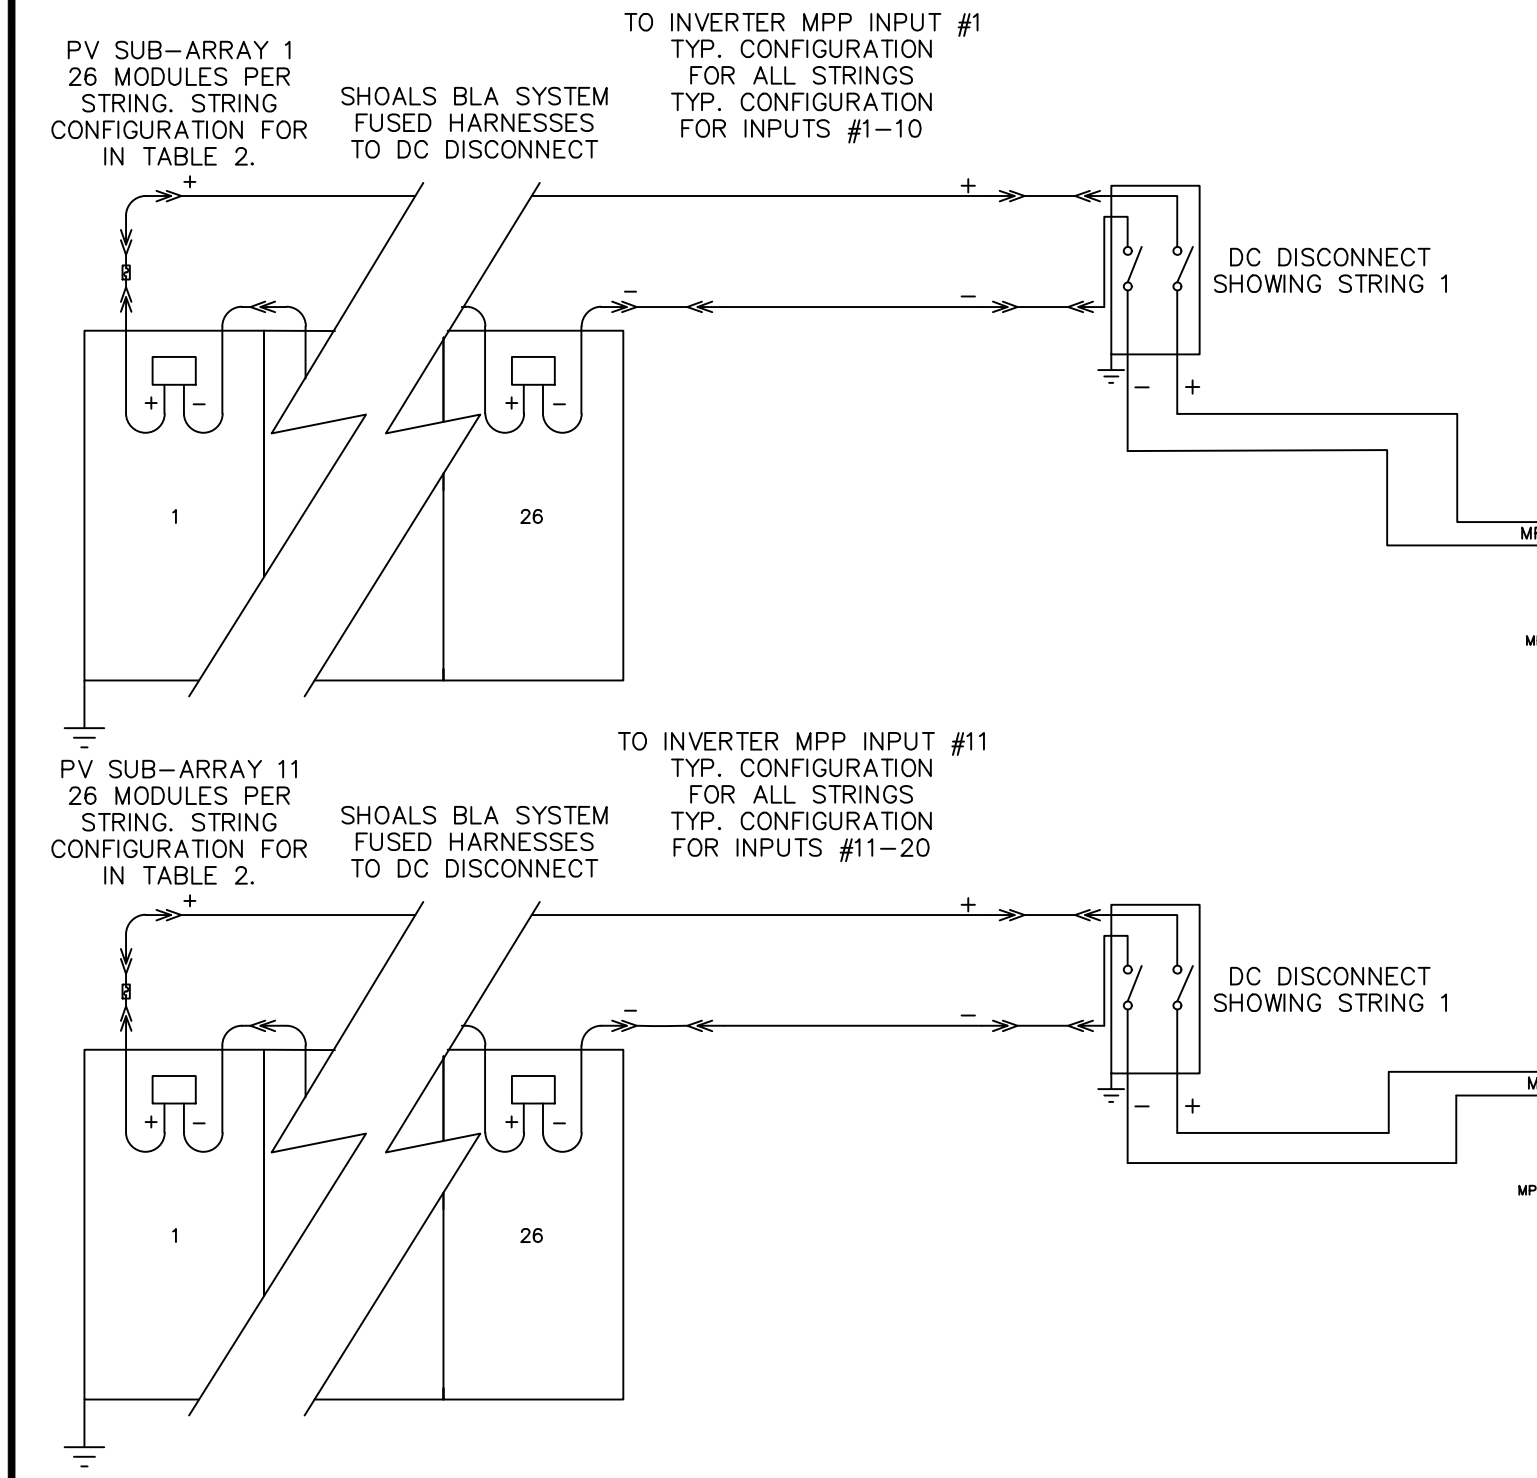 PV SUB-ARRAY 1
26 MODULES PER
STRING. STRING
CONFIGURATION FOR
IN TABLE 2.
SHOALS BLA SYSTEM
FUSED HARNESSES
TO DC DISCONNECT
TO INVERTER MPP INPUT #1
TYP. CONFIGURATION
FOR ALL STRINGS
TYP. CONFIGURATION
FOR INPUTS #1-10
+
+
-
-
DC DISCONNECT
SHOWING STRING 1
- +
+ -
+ -
1
26
PV SUB-ARRAY 11
26 MODULES PER
STRING. STRING
CONFIGURATION FOR
IN TABLE 2.
SHOALS BLA SYSTEM
FUSED HARNESSES
TO DC DISCONNECT
TO INVERTER MPP INPUT #11
TYP. CONFIGURATION
FOR ALL STRINGS
TYP. CONFIGURATION
FOR INPUTS #11-20
+
+
-
-
DC DISCONNECT
SHOWING STRING 1
- +
+ -
+ -
1
26